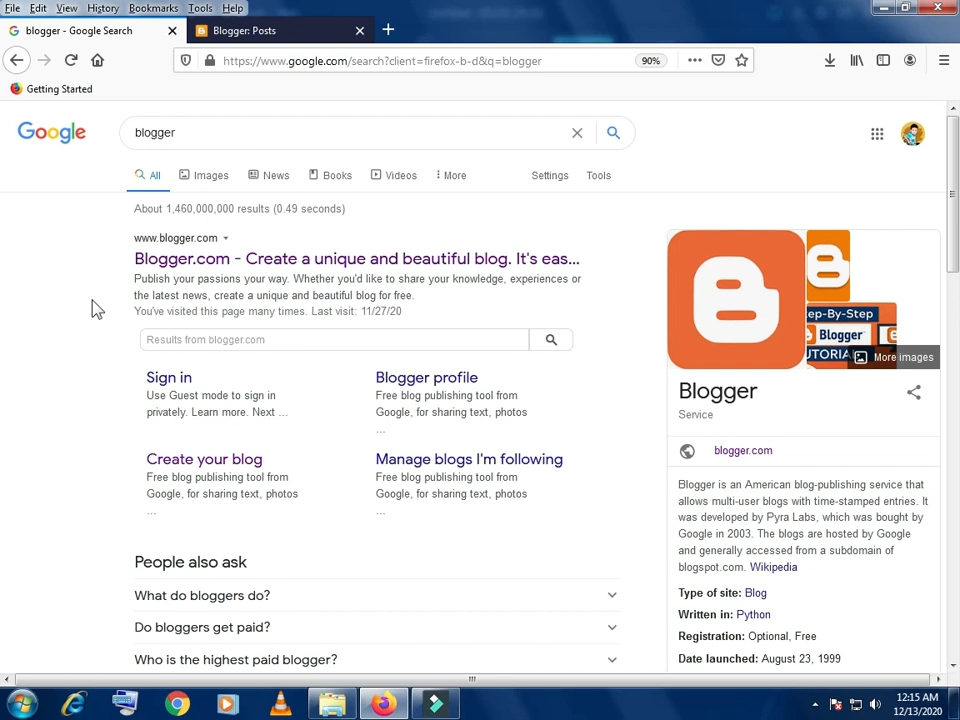 File Edit View History Bookmarks Tools Help
blogger - Google Search
Blogger: Posts
https://www.google.com/search?client=firefox-b-d&q=blogger
90%
Getting Started
Google
blogger
All Images News Books Videos More Settings Tools
About 1,460,000,000 results (0.49 seconds)
www.blogger.com
Blogger.com - Create a unique and beautiful blog. It's eas...
Publish your passions your way. Whether you'd like to share your knowledge, experiences or
the latest news, create a unique and beautiful blog for free.
You've visited this page many times. Last visit: 11/27/20
Results from blogger.com
Sign in
Use Guest mode to sign in
privately. Learn more. Next ...
Blogger profile
Free blog publishing tool from
Google, for sharing text, photos
...
Create your blog
Free blog publishing tool from
Google, for sharing text, photos
...
Manage blogs I'm following
Free blog publishing tool from
Google, for sharing text, photos
...
People also ask
What do bloggers do?
Do bloggers get paid?
Who is the highest paid blogger?
tep-By-Step
Blogger
UTORIA
More images
Blogger
Service
blogger.com
Blogger is an American blog-publishing service that
allows multi-user blogs with time-stamped entries. It
was developed by Pyra Labs, which was bought by
Google in 2003. The blogs are hosted by Google
and generally accessed from a subdomain of
blogspot.com. Wikipedia
Type of site: Blog
Written in: Python
Registration: Optional, Free
Date launched: August 23, 1999
12:15 AM
12/13/2020